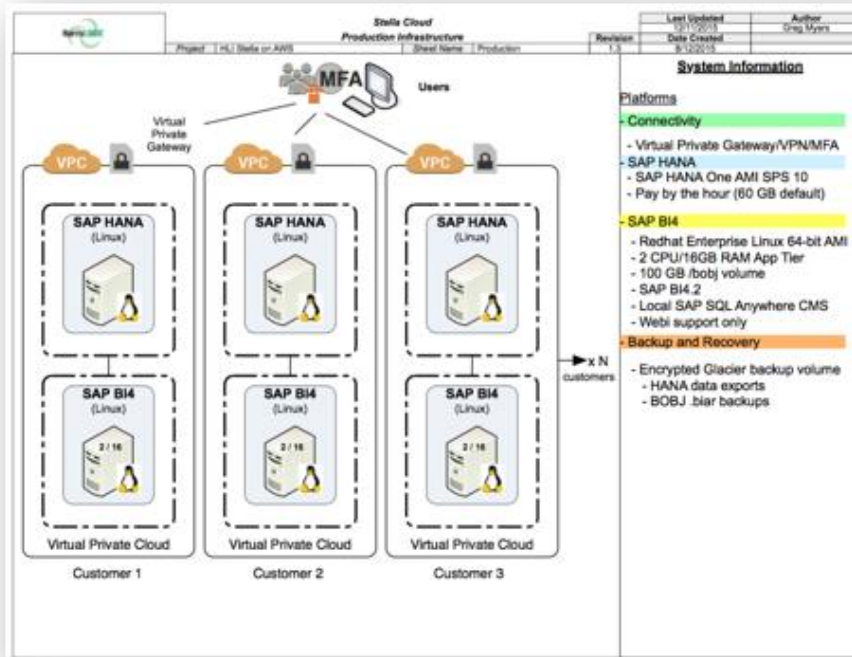 Stella Cloud
Production Infrastructure
Project HLI Stella on AWS Sheet Name Production
Revision
1.3
Last Updated
12/11/2015
Date Created
8/12/2015
Author
Greg Myers
MFA
Users
Virtual
Private
Gateway
VPC VPC VPC
SAP HANA SAP HANA SAP HANA
(Linux) (Linux) (Linux)
SAP BI4 SAP BI4 SAP BI4
(Linux) (Linux) (Linux)
2 / 16 2 / 16 2 / 16
x N
customers
Virtual Private Cloud Virtual Private Cloud Virtual Private Cloud
Customer 1 Customer 2 Customer 3
System Information
Platforms
- Connectivity
- Virtual Private Gateway/VPN/MFA
- SAP HANA
- SAP HANA One AMI SPS 10
- Pay by the hour (60 GB default)
- SAP BI4
- Redhat Enterprise Linux 64-bit AMI
- 2 CPU/16GB RAM App Tier
- 100 GB /bobj volume
- SAP BI4.2
- Local SAP SQL Anywhere CMS
- Webi support only
- Backup and Recovery
- Encrypted Glacier backup volume
- HANA data exports
- BOBJ .biar backups